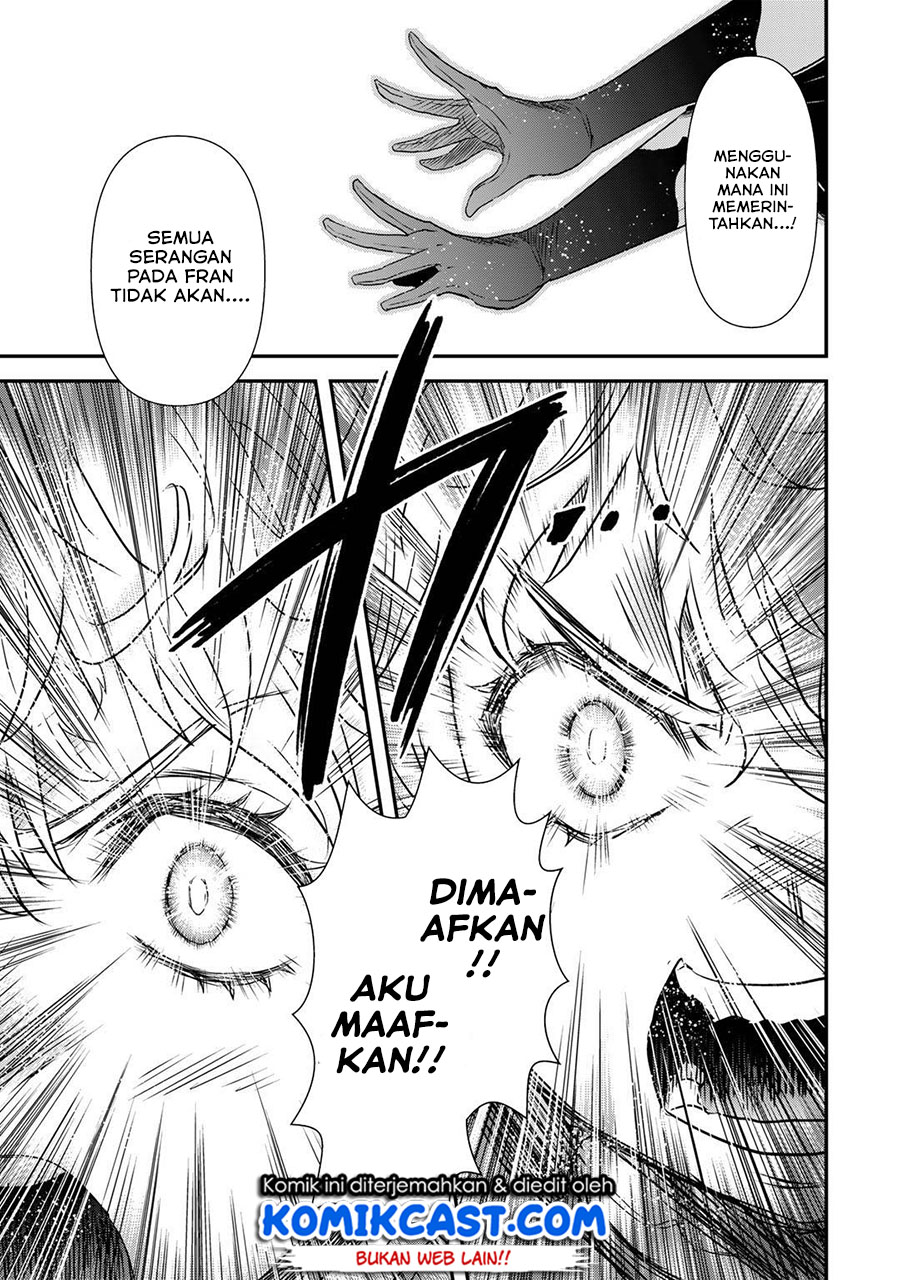 MENGGU-
NAKAN
MANA INI
MEMERIN-
TAHKAN...!
SEMUA
SERANGAN
PADA FRAN
TIDAK AKAN....
カ
DIMA-
AFKAN
!!
AKU
MAAF-
KAN!!
Komik ini diterjemahkan & diedit oleh
KOMIKCAST.COM
BUKAN WEB LAIN!!